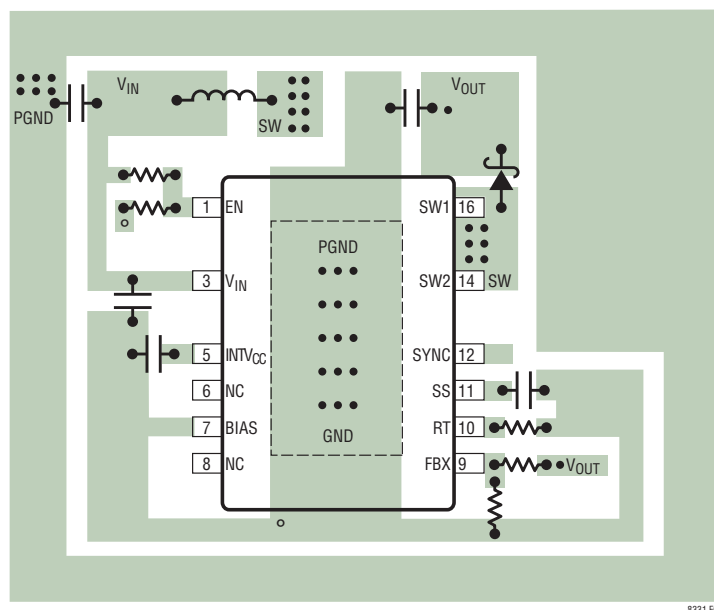 VIN
VOUT
PGND
SW
1 EN
SW1 16
PGND
3 VIN
SW2 14 SW
5 INTVCC
SYNC 12
6 NC
SS 11
7 BIAS
RT 10
GND
8 NC
FBX 9
VOUT